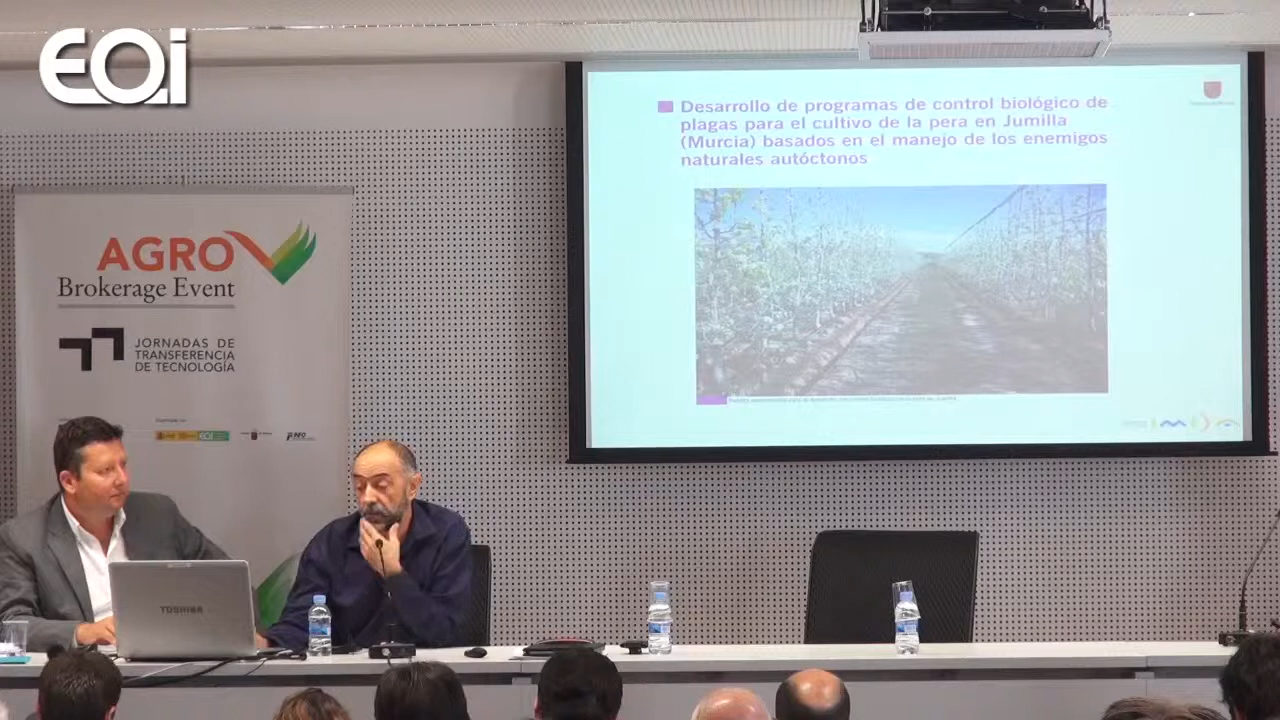 EOi
Desarrollo de programas de control biológico de
plagas para el cultivo de la pera en Jumilla
(Murcia) basados en el manejo de los enemigos
naturales autóctonos
AGRO
Brokerage Event
JORNADAS DE
TRANSFERENCIA
DE TECNOLOGÍA
EOI
TOSHIBA